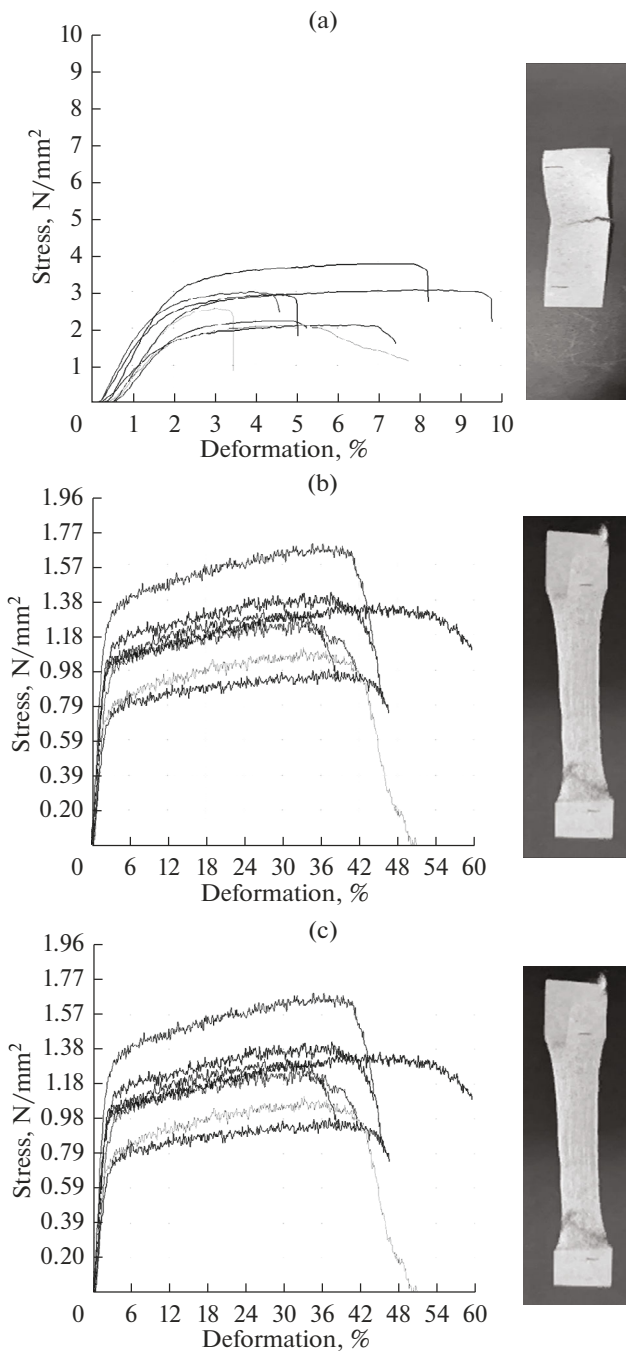 (a)
10
9
8
7
6
5
4
3
2
1
0 1 2 3 4 5 6 7 8 9 10
Stress, N/mm²
Deformation, %
(b)
1.96
1.77
1.57
1.38
1.18
0.98
0.79
0.59
0.39
0.20
0 6 12 18 24 30 36 42 48 54 60
Stress, N/mm²
Deformation, %
(c)
1.96
1.77
1.57
1.38
1.18
0.98
0.79
0.59
0.39
0.20
0 6 12 18 24 30 36 42 48 54 60
Stress, N/mm²
Deformation, %